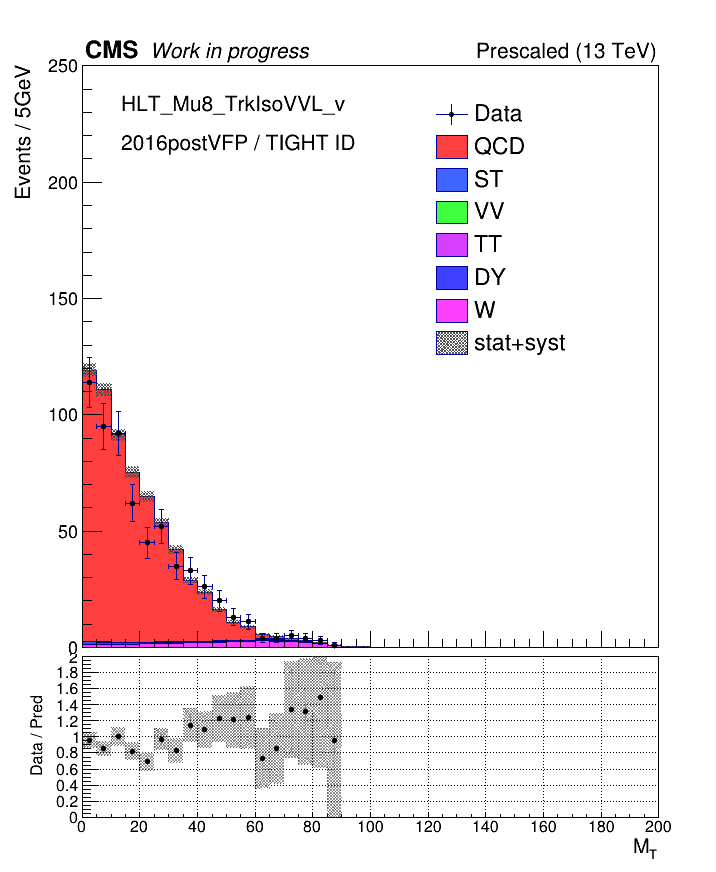 CMS Work in progress Prescaled (13 TeV)
Events / 5GeV
250
200
150
100
50
0
HLT_Mu8_TrkIsoVVL_v
2016postVFP / TIGHT ID
Data
QCD
ST
VV
TT
DY
W
stat+syst
Data / Pred
2
1.8
1.6
1.4
1.2
1
0.8
0.6
0.4
0.2
0
0 20 40 60 80 100 120 140 160 180 200
M_T